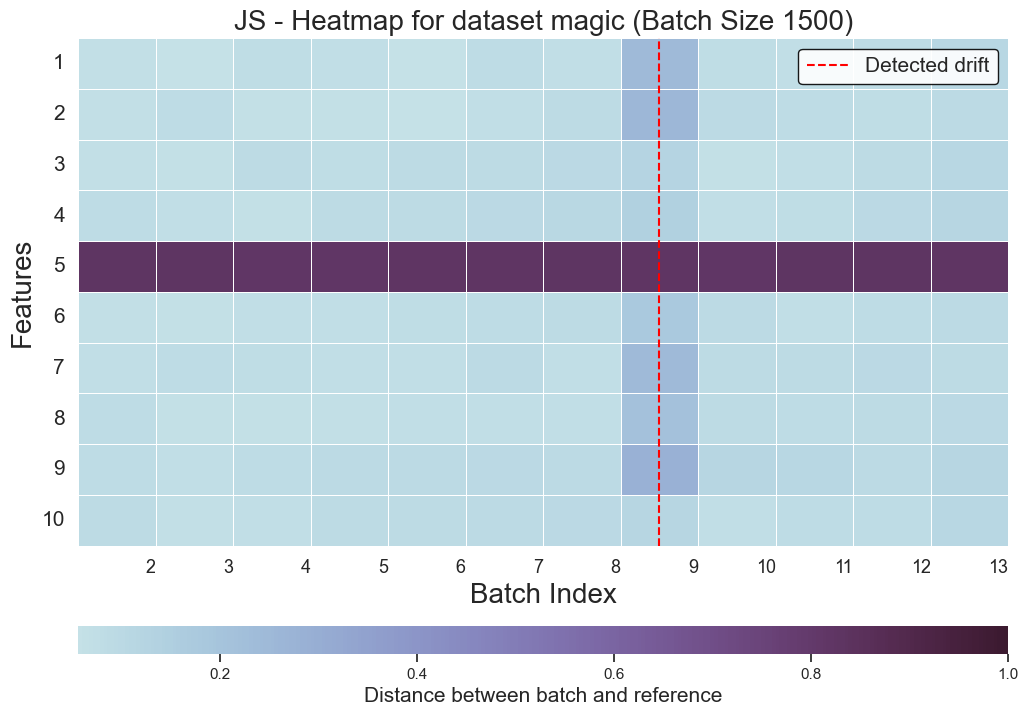 JS - Heatmap for dataset magic (Batch Size 1500)
Detected drift
Features
1
2
3
4
5
6
7
8
9
10
2 3 4 5 6 7 8 9 10 11 12 13
Batch Index
0.2 0.4 0.6 0.8 1.0
Distance between batch and reference